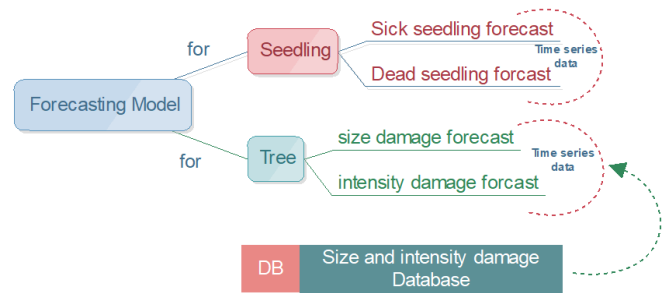 Sick seedling forecast
for
Seedling
Time series
data
Dead seedling forcast
Forecasting Model
size damage forecast
for
Tree
Time series
data
intensity damage forcast
DB
Size and intensity damage
Database